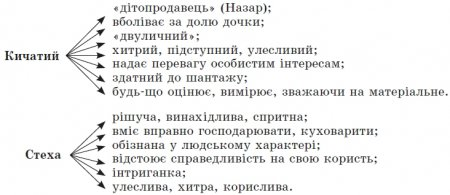 «дітопродавець» (Назар);
вболіває за долю дочки;
«двуличний»;
хитрий, підступний, улесливий;
Кичатий
надає перевагу особистим інтересам;
здатний до шантажу;
будь-що оцінює, вимірює, зважаючи на матеріальне.
рішуча, винахідлива, спритна;
вміє вправно господарювати, куховарити;
обізнана у людському характері;
Стеха
відстоює справедливість на свою користь;
інтриганка;
улеслива, хитра, корислива.